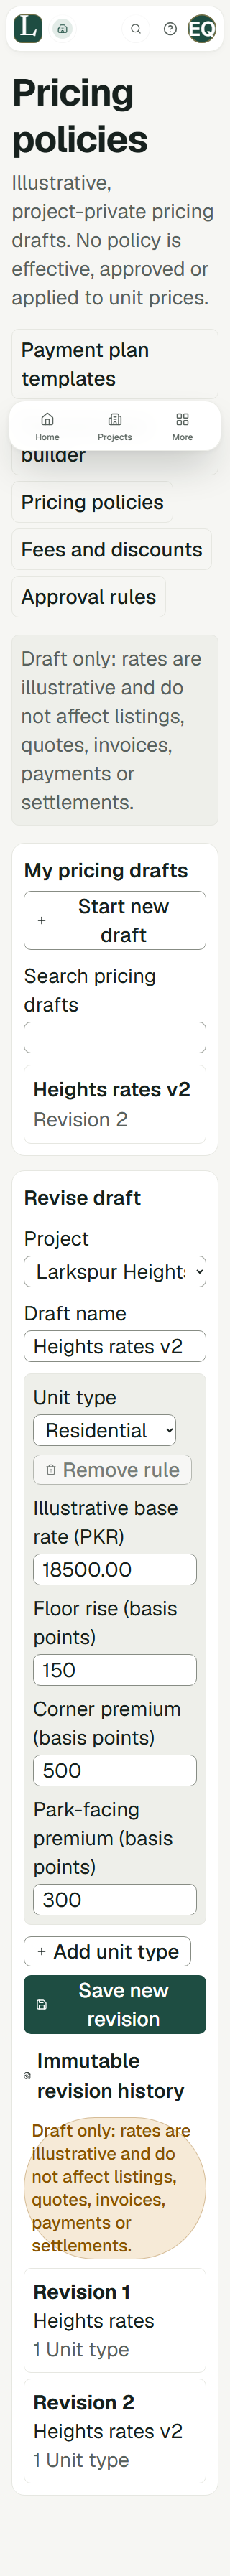 L
EQ
Pricing
policies
Illustrative,
project-private pricing
drafts. No policy is
effective, approved or
applied to unit prices.
Payment plan
templates
Home
Projects
More
builder
Pricing policies
Fees and discounts
Approval rules
Draft only: rates are
illustrative and do
not affect listings,
quotes, invoices,
payments or
settlements.
My pricing drafts
+ Start new
draft
Search pricing
drafts
Heights rates v2
Revision 2
Revise draft
Project
Larkspur Heights
Draft name
Heights rates v2
Unit type
Residential
Remove rule
Illustrative base
rate (PKR)
18500.00
Floor rise (basis
points)
150
Corner premium
(basis points)
500
Park-facing
premium (basis
points)
300
+ Add unit type
Save new
revision
Immutable
revision history
Draft only: rates are
illustrative and do
not affect listings,
quotes, invoices,
payments or
settlements.
Revision 1
Heights rates
1 Unit type
Revision 2
Heights rates v2
1 Unit type